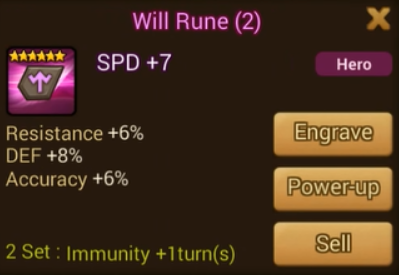 Will Rune (2)
SPD +7
Hero
Resistance +6%
DEF +8%
Accuracy +6%
Engrave
Power-up
Sell
2 Set : Immunity +1turn(s)